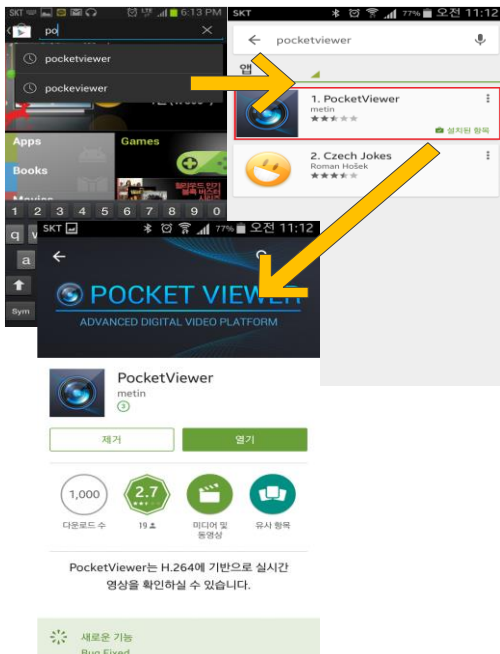 SKT 6:13 PM
po
pocketviewer
pockeviewer
Apps
Games
Books
Movies
1 2 3 4 5 6 7 8 9 0
q
a
Sym
SKT 77% 오전 11:12
pocketviewer
앱
1. PocketViewer
metin
설치된 항목
2. Czech Jokes
Roman Hošek
SKT 77% 오전 11:12
POCKET VIEWER
ADVANCED DIGITAL VIDEO PLATFORM
PocketViewer
metin
3
제거
열기
1,000
2.7
다운로드 수
19
미디어 및
동영상
유사 항목
PocketViewer는 H.264에 기반으로 실시간
영상을 확인하실 수 있습니다.
새로운 기능
Bug Fixed